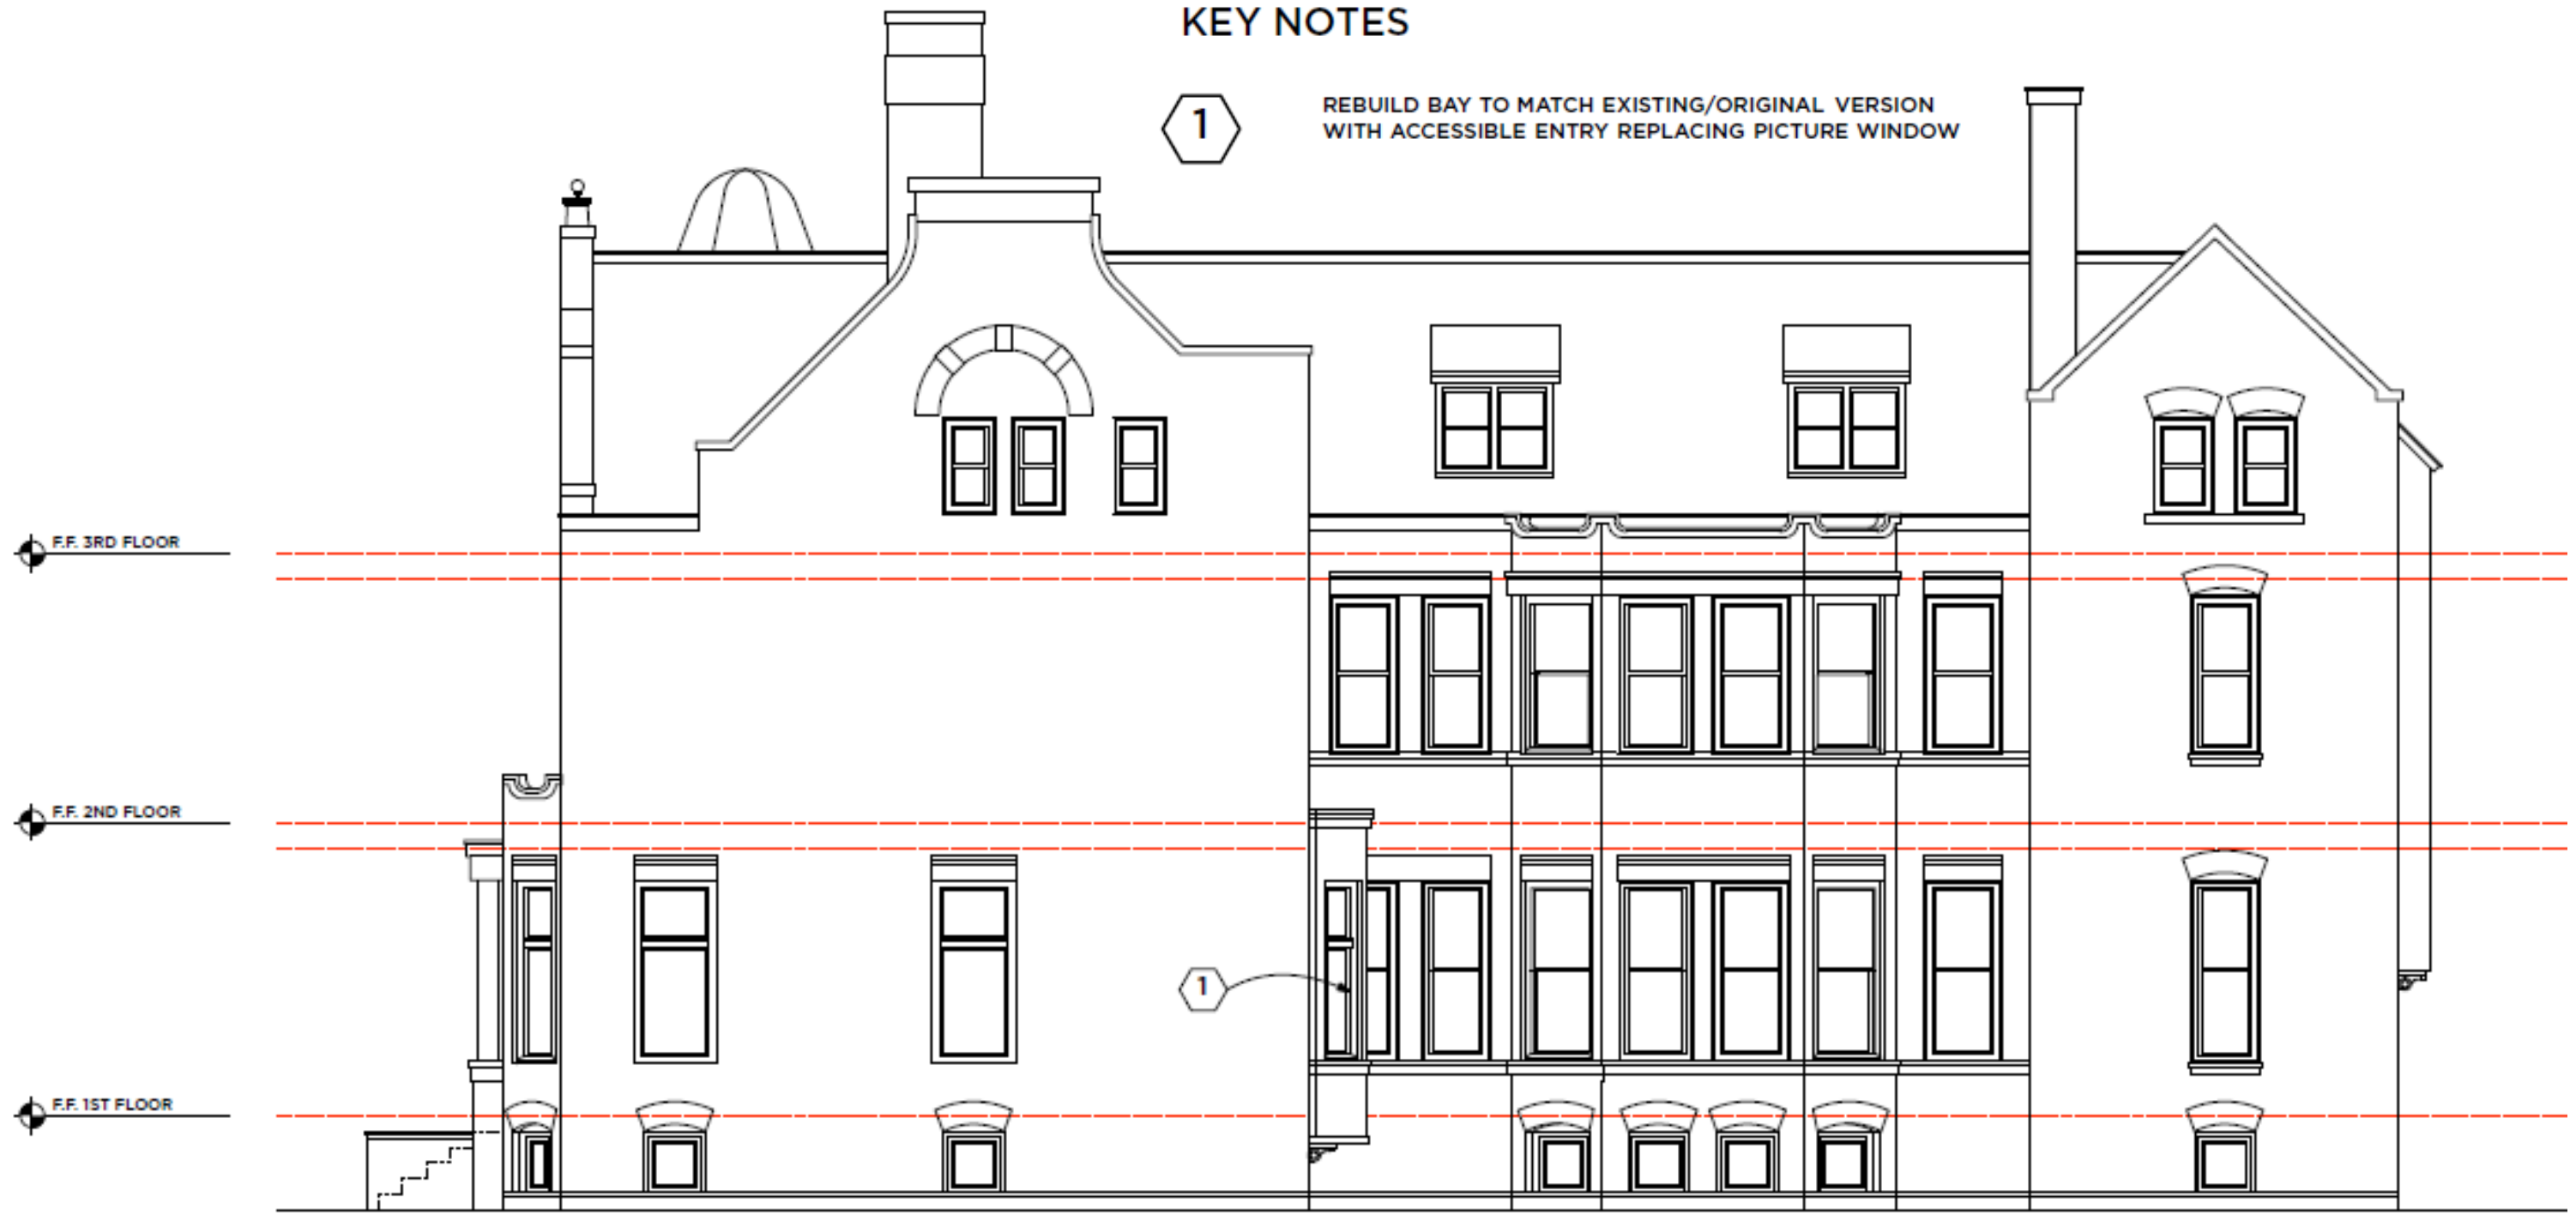 KEY NOTES
1
REBUILD BAY TO MATCH EXISTING/ORIGINAL VERSION
WITH ACCESSIBLE ENTRY REPLACING PICTURE WINDOW
F.F. 3RD FLOOR
F.F. 2ND FLOOR
1
F.F. 1ST FLOOR